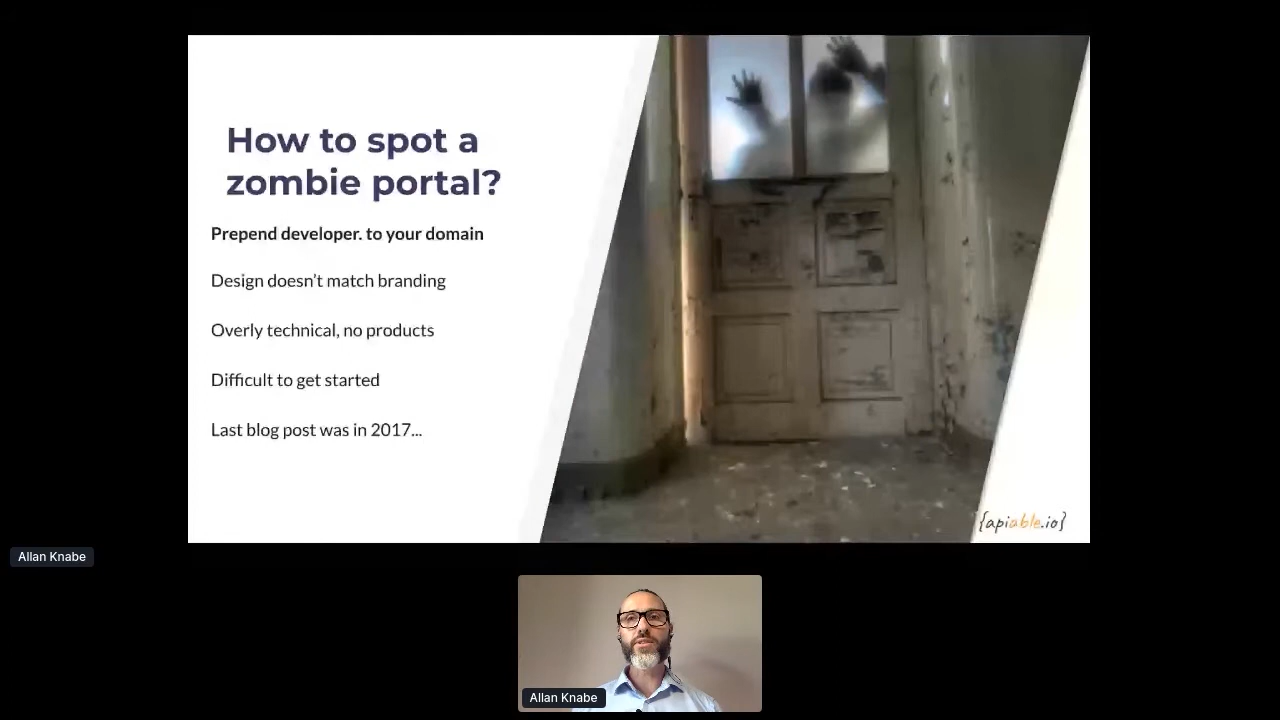 How to spot a
zombie portal?
Prepend developer. to your domain
Design doesn't match branding
Overly technical, no products
Difficult to get started
Last blog post was in 2017...
{apiable.io}
Allan Knabe
Allan Knabe